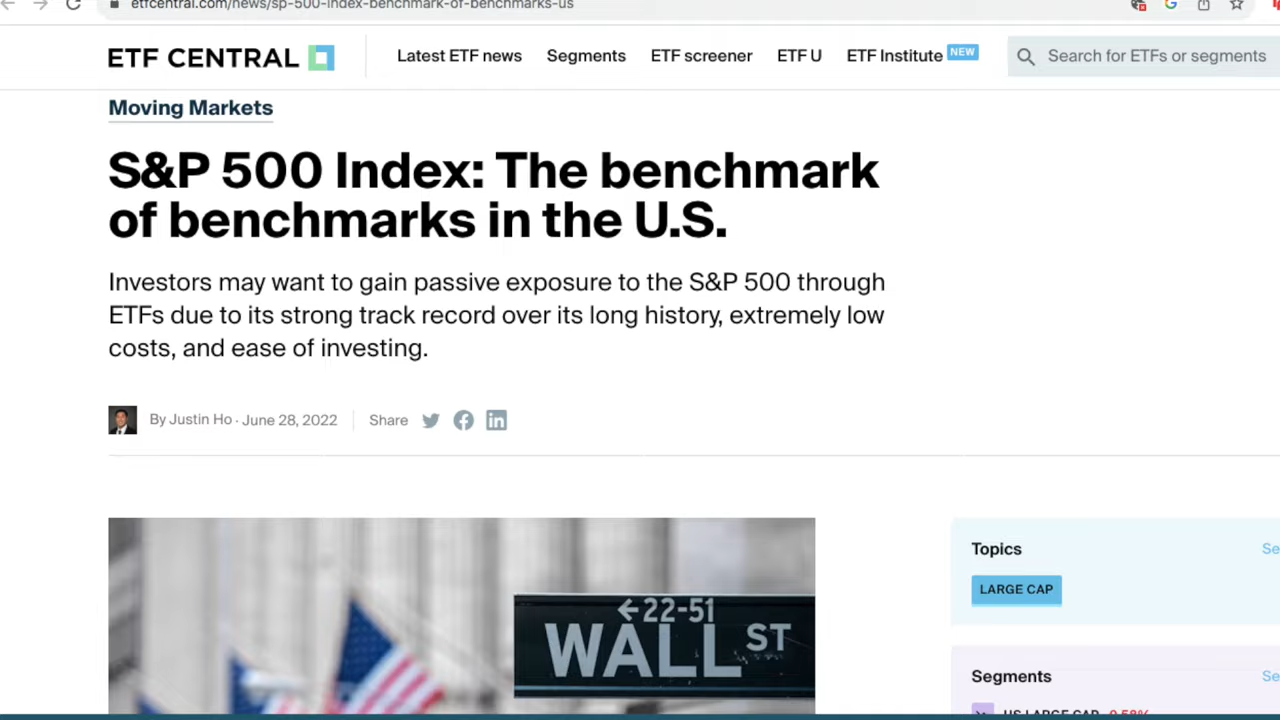 etfcentral.com/news/sp-500-index-benchmark-of-benchmarks-us
ETF CENTRAL
Latest ETF news
Segments
ETF screener
ETF U
ETF Institute NEW
Search for ETFs or segments
Moving Markets
S&P 500 Index: The benchmark
of benchmarks in the U.S.
Investors may want to gain passive exposure to the S&P 500 through
ETFs due to its strong track record over its long history, extremely low
costs, and ease of investing.
By Justin Ho · June 28, 2022
Share
←22-51
WALL ST
Topics
LARGE CAP
Segments
US LARGE CAP -0.58%